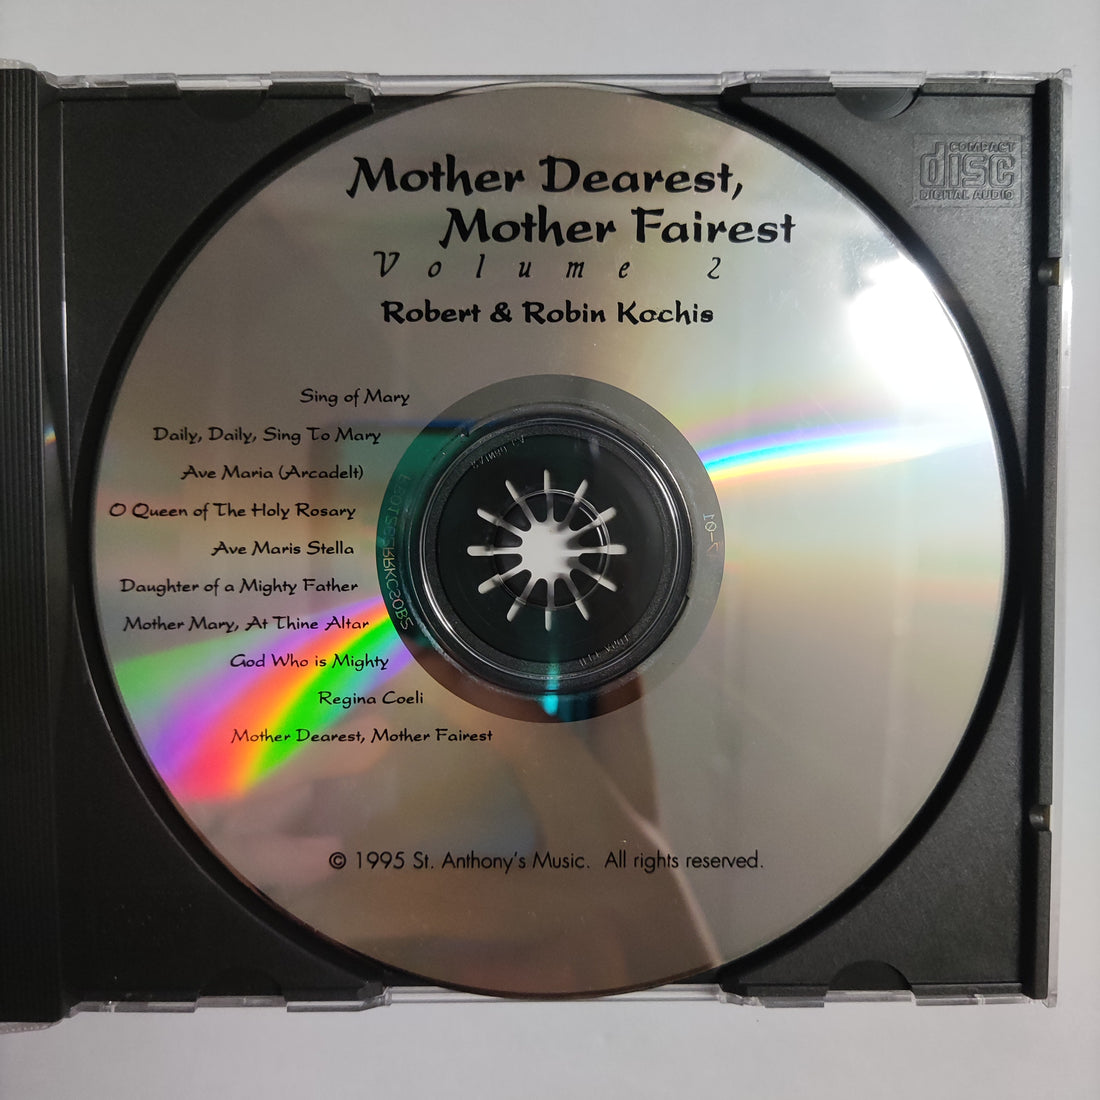 Mother Dearest,
Mother Fairest
Volume 2
Robert & Robin Kochis
COMPACT
disc
DIGITAL AUDIO
Sing of Mary
Daily, Daily, Sing To Mary
Ave Maria (Arcadelt)
O Queen of The Holy Rosary
Ave Maris Stella
Daughter of a Mighty Father
Mother Mary, At Thine Altar
God Who is Mighty
Regina Coeli
Mother Dearest, Mother Fairest
© 1995 St. Anthony's Music. All rights reserved.